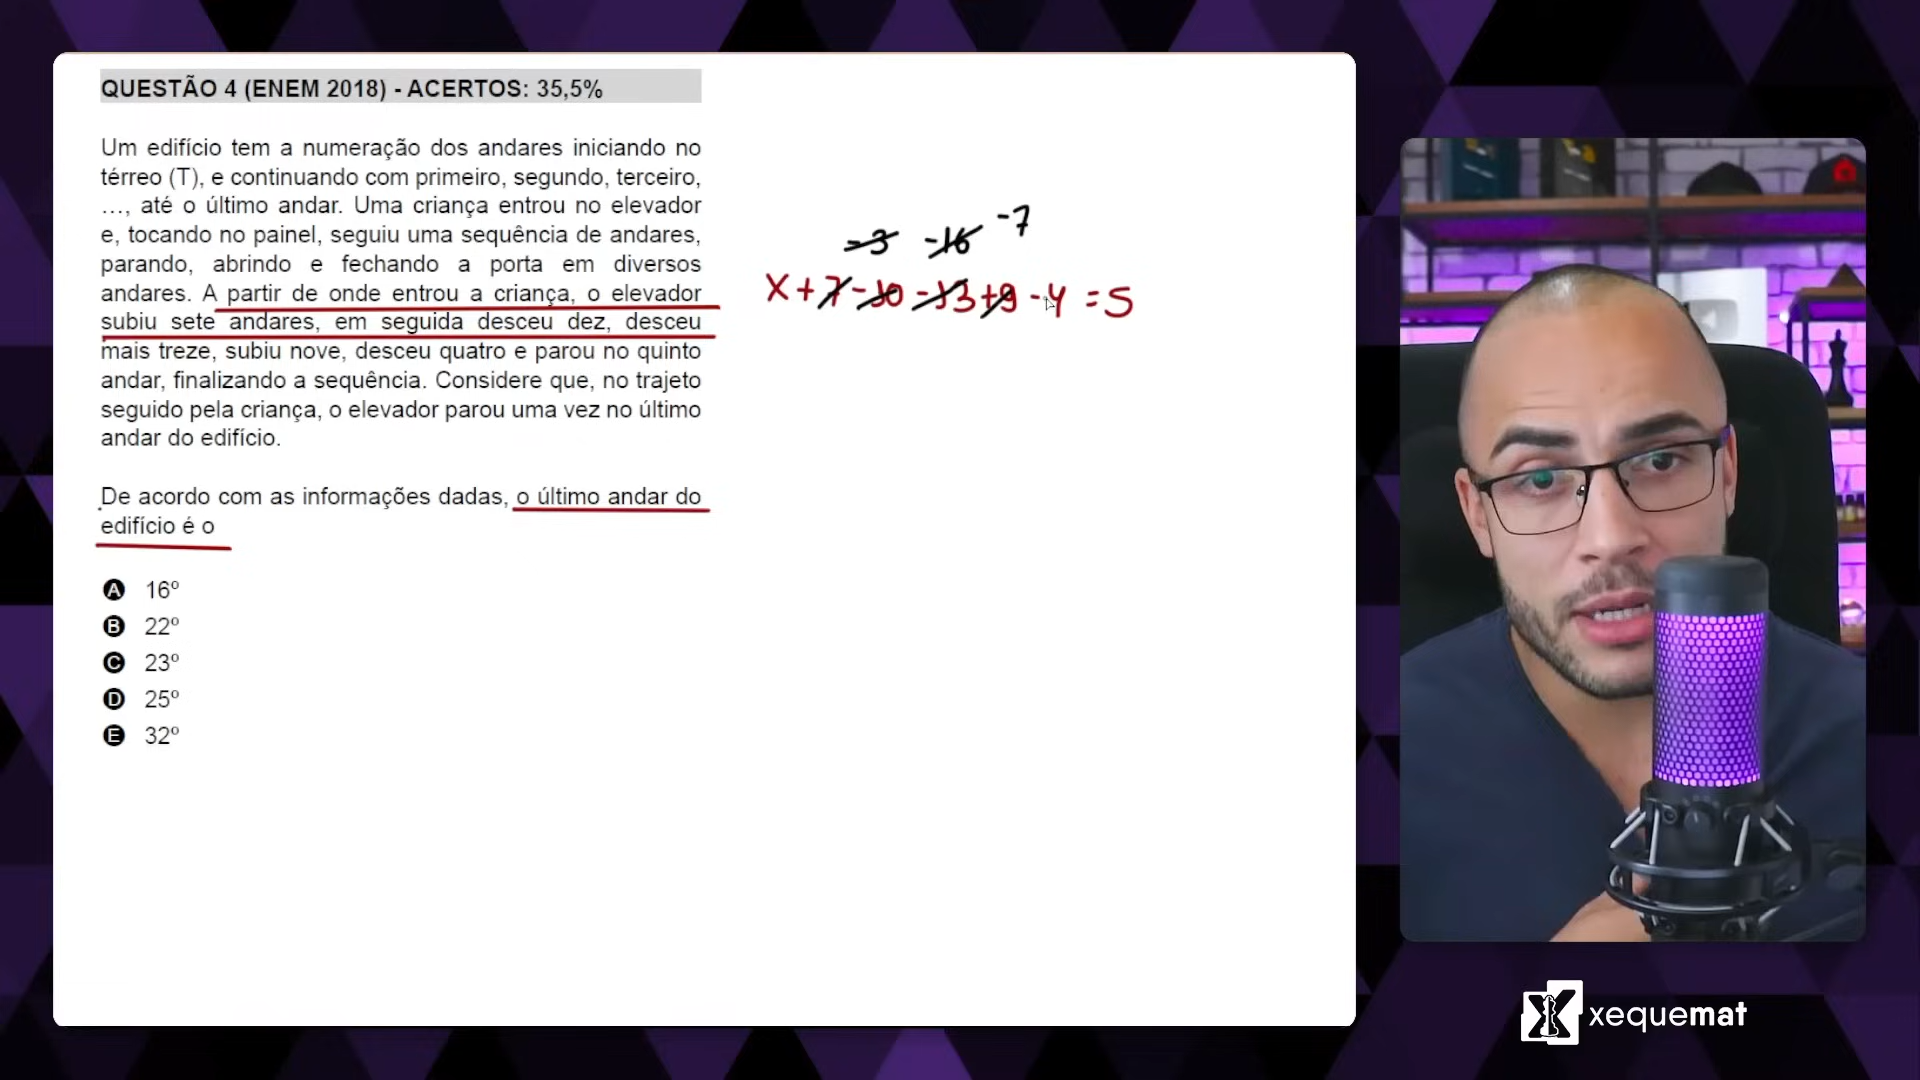 QUESTÃO 4 (ENEM 2018) - ACERTOS: 35,5%
Um edifício tem a numeração dos andares iniciando no
térreo (T), e continuando com primeiro, segundo, terceiro,
…, até o último andar. Uma criança entrou no elevador
e, tocando no painel, seguiu uma sequência de andares,
parando, abrindo e fechando a porta em diversos
andares. A partir de onde entrou a criança, o elevador
subiu sete andares, em seguida desceu dez, desceu
mais treze, subiu nove, desceu quatro e parou no quinto
andar, finalizando a sequência. Considere que, no trajeto
seguido pela criança, o elevador parou uma vez no último
andar do edifício.
De acordo com as informações dadas, o último andar do
edifício é o
A 16º
B 22º
C 23º
D 25º
E 32º
-3 -16 -7
x+7-10-13+9-4=5
xequemat